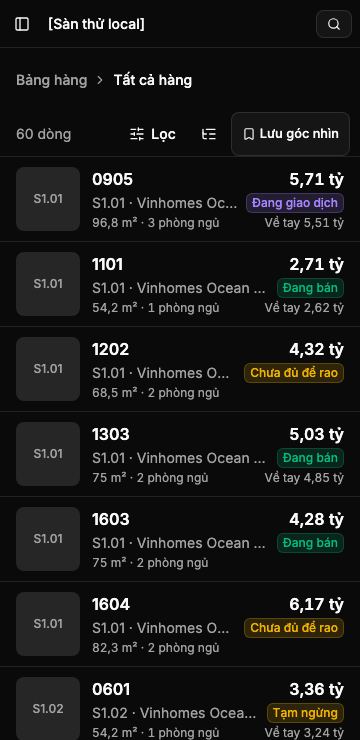 [Sàn thử local]
Bảng hàng > Tất cả hàng
60 dòng Lọc Lưu góc nhìn
S1.01 0905 5,71 tỷ
S1.01 · Vinhomes Oc... Đang giao dịch
96,8 m² · 3 phòng ngủ Về tay 5,51 tỷ
S1.01 1101 2,71 tỷ
S1.01 · Vinhomes Ocean ... Đang bán
54,2 m² · 1 phòng ngủ Về tay 2,62 tỷ
S1.01 1202 4,32 tỷ
S1.01 · Vinhomes O... Chưa đủ để rao
68,5 m² · 2 phòng ngủ
S1.01 1303 5,03 tỷ
S1.01 · Vinhomes Ocean ... Đang bán
75 m² · 2 phòng ngủ Về tay 4,85 tỷ
S1.01 1603 4,28 tỷ
S1.01 · Vinhomes Ocean ... Đang bán
75 m² · 2 phòng ngủ
S1.01 1604 6,17 tỷ
S1.01 · Vinhomes O... Chưa đủ để rao
82,3 m² · 2 phòng ngủ
S1.02 0601 3,36 tỷ
S1.02 · Vinhomes Ocea... Tạm ngừng
54,2 m² · 1 phòng ngủ Về tay 3,24 tỷ